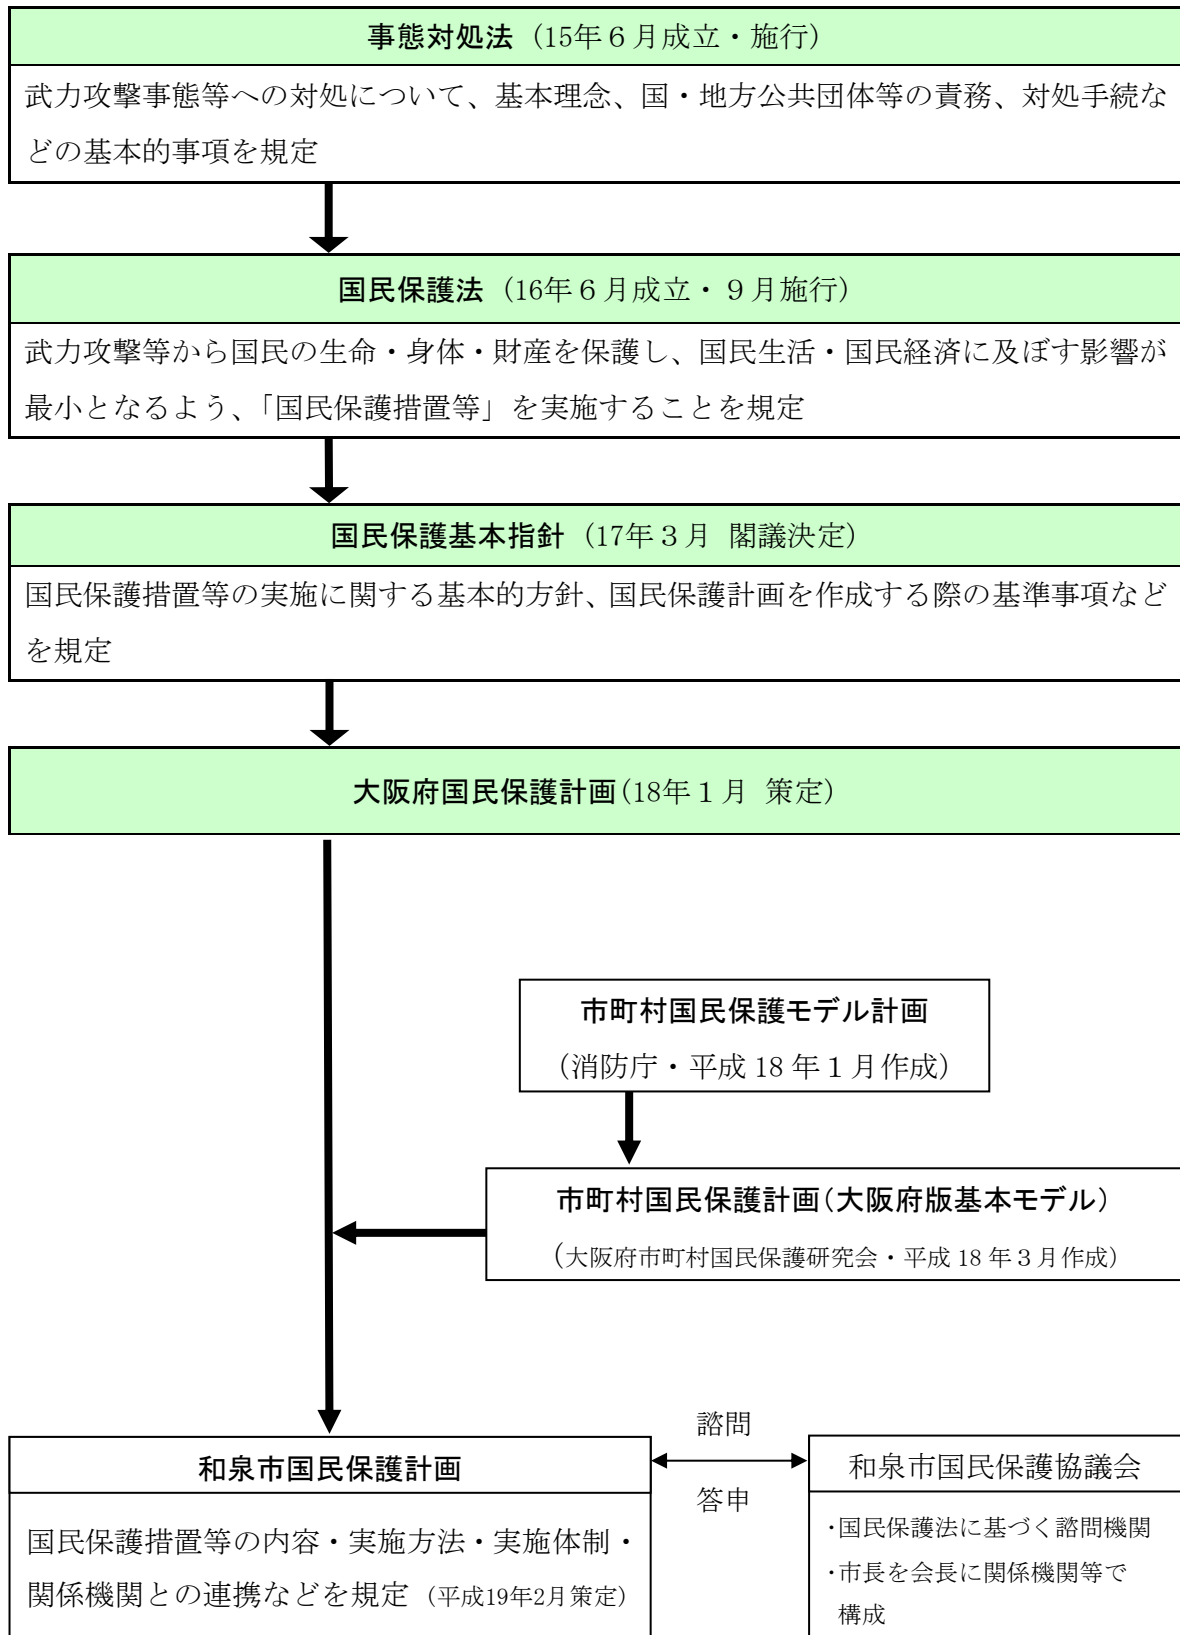 事態対処法（15年６月成立・施行）
武力攻撃事態等への対処について、基本理念、国・地方公共団体等の責務、対処手続な
どの基本的事項を規定
国民保護法（16年６月成立・９月施行）
武力攻撃等から国民の生命・身体・財産を保護し、国民生活・国民経済に及ぼす影響が
最小となるよう、「国民保護措置等」を実施することを規定
国民保護基本指針（17年３月 閣議決定）
国民保護措置等の実施に関する基本的方針、国民保護計画を作成する際の基準事項など
を規定
大阪府国民保護計画（18年１月 策定）
市町村国民保護モデル計画
（消防庁・平成 18 年１月作成）
市町村国民保護計画（大阪府版基本モデル）
（大阪府市町村国民保護研究会・平成 18 年３月作成）
諮問
答申
和泉市国民保護計画
国民保護措置等の内容・実施方法・実施体制・
関係機関との連携などを規定（平成19年2月策定）
和泉市国民保護協議会
・国民保護法に基づく諮問機関
・市長を会長に関係機関等で
構成